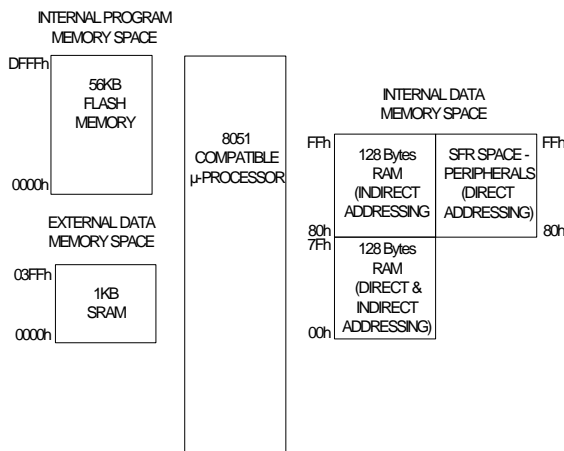 INTERNAL PROGRAM
MEMORY SPACE
DFFFh
56KB
FLASH
MEMORY
0000h
EXTERNAL DATA
MEMORY SPACE
03FFh
1KB
SRAM
0000h
8051
COMPATIBLE
µ-PROCESSOR
INTERNAL DATA
MEMORY SPACE
FFh
128 Bytes
RAM
(INDIRECT
ADDRESSING
80h
SFR SPACE -
PERIPHERALS
(DIRECT
ADDRESSING)
FFh
80h
7Fh
128 Bytes
RAM
(DIRECT &
INDIRECT
ADDRESSING)
00h